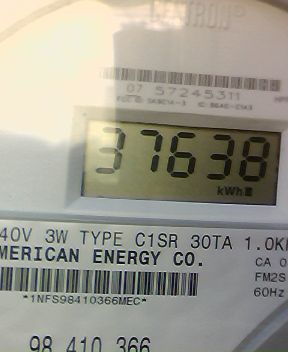 CENTRON®
07 57245311
37638
kWh
40V 3W TYPE C1SR 30TA 1.0K
MERICAN ENERGY CO.
CA 0
FM2S
60Hz
*1NFS98410366MEC*
98 410 366